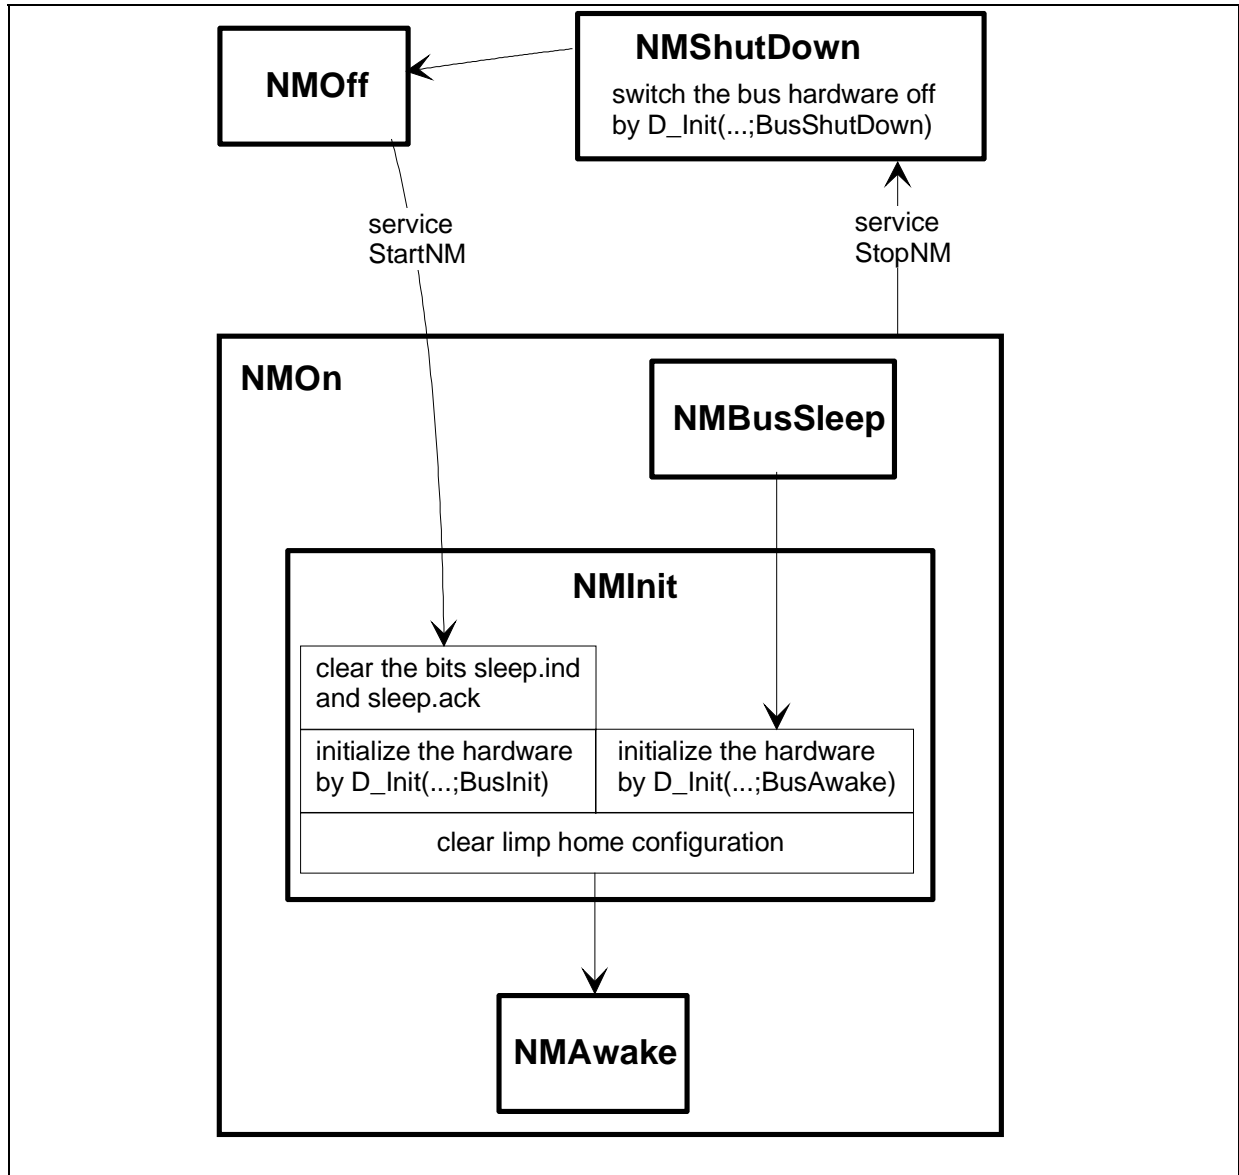 NMOff
NMShutDown
switch the bus hardware off
by D_Init(...;BusShutDown)
service
StartNM
service
StopNM
NMOn
NMBusSleep
NMInit
clear the bits sleep.ind
and sleep.ack
initialize the hardware
by D_Init(...;BusInit)
initialize the hardware
by D_Init(...;BusAwake)
clear limp home configuration
NMAwake